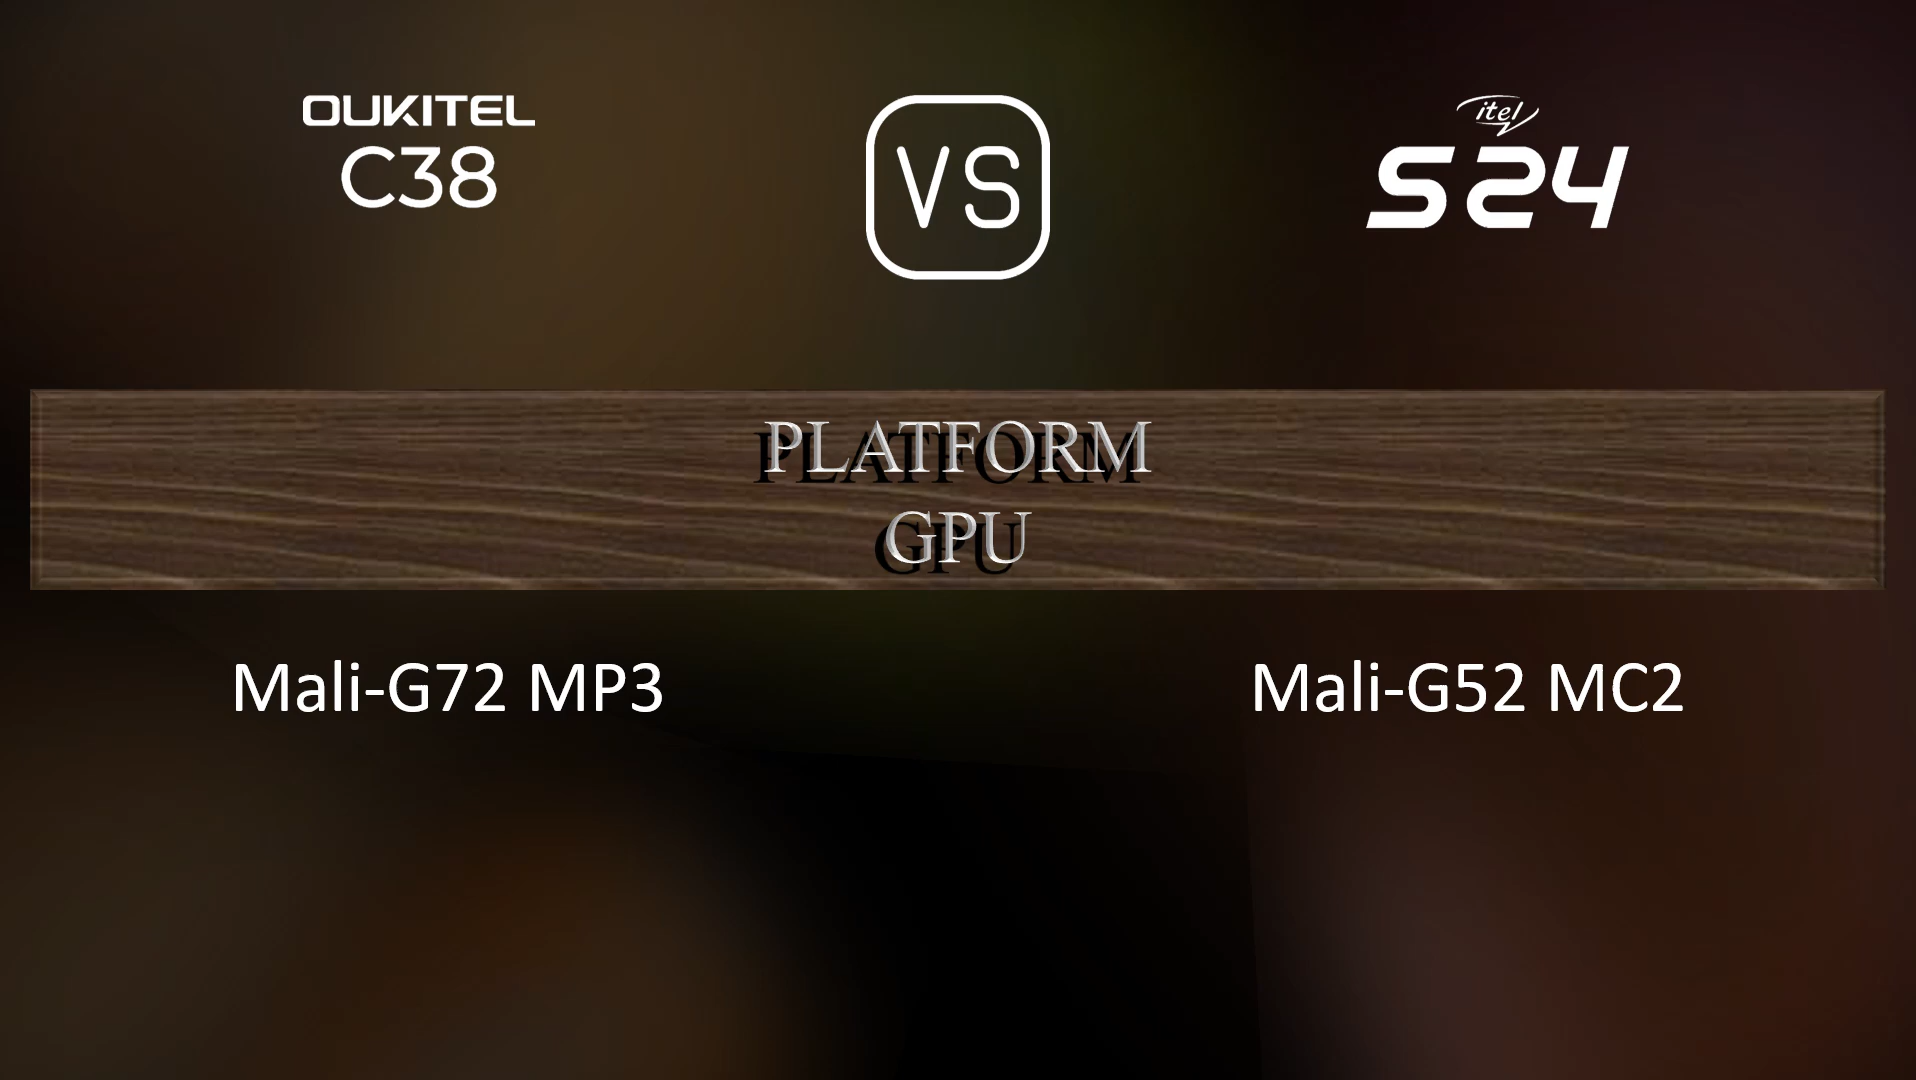 OUKITEL
C38
VS
itel
S24
PLATFORM
GPU
Mali-G72 MP3
Mali-G52 MC2